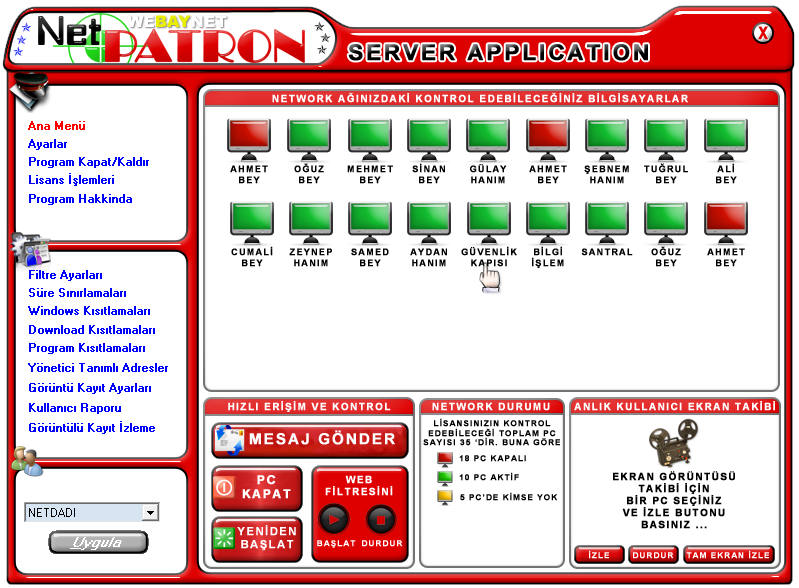 Net
WEBAYNET
PATRON
SERVER APPLICATION
X
Ana Menü
Ayarlar
Program Kapat/Kaldır
Lisans İşlemleri
Program Hakkinda
Filtre Ayarları
Süre Sınırlamaları
Windows Kısıtlamaları
Download Kısıtlamaları
Program Kısıtlamaları
Yönetici Tanımlı Adresler
Görüntü Kayıt Ayarları
Kullanıcı Raporu
Görüntülü Kayıt İzleme
NETDADI
Uygula
NETWORK AĞINIZDAKİ KONTROL EDEBİLECEĞİNİZ BİLGİSAYARLAR
AHMET BEY
OĞUZ BEY
MEHMET BEY
SİNAN BEY
GÜLAY HANIM
AHMET BEY
ŞEBNEM HANIM
TUĞRUL BEY
ALİ BEY
CUMALİ BEY
ZEYNEP HANIM
SAMED BEY
AYDAN HANIM
GÜVENLİK KAPISI
BİLGİ İŞLEM
SANTRAL
OĞUZ BEY
AHMET BEY
HIZLI ERİŞİM VE KONTROL
MESAJ GÖNDER
PC KAPAT
YENİDEN BAŞLAT
WEB FİLTRESİNİ
BAŞLAT DURDUR
NETWORK DURUMU
LİSANSINIZIN KONTROL
EDEBİLECEĞİ TOPLAM PC
SAYISI 35 'DİR. BUNA GÖRE
18 PC KAPALI
10 PC AKTİF
5 PC'DE KİMSE YOK
ANLIK KULLANICI EKRAN TAKİBİ
EKRAN GÖRÜNTÜSÜ
TAKİBİ İÇİN
BİR PC SEÇİNİZ
VE İZLE BUTONU
BASINIZ ...
İZLE
DURDUR
TAM EKRAN İZLE